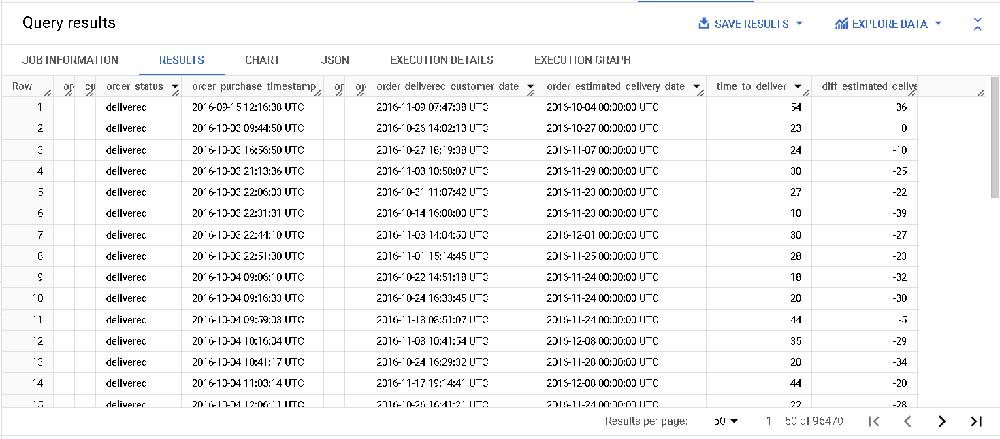 Query results SAVE RESULTS EXPLORE DATA
JOB INFORMATION RESULTS CHART JSON EXECUTION DETAILS EXECUTION GRAPH
Row or cu order_status order_purchase_timestamp or or order_delivered_customer_date order_estimated_delivery_date time_to_deliver diff_estimated_delive
1 delivered 2016-09-15 12:16:38 UTC 2016-11-09 07:47:38 UTC 2016-10-04 00:00:00 UTC 54 36
2 delivered 2016-10-03 09:44:50 UTC 2016-10-26 14:02:13 UTC 2016-10-27 00:00:00 UTC 23 0
3 delivered 2016-10-03 16:56:50 UTC 2016-10-27 18:19:38 UTC 2016-11-07 00:00:00 UTC 24 -10
4 delivered 2016-10-03 21:13:36 UTC 2016-11-03 10:58:07 UTC 2016-11-29 00:00:00 UTC 30 -25
5 delivered 2016-10-03 22:06:03 UTC 2016-10-31 11:07:42 UTC 2016-11-23 00:00:00 UTC 27 -22
6 delivered 2016-10-03 22:31:31 UTC 2016-10-14 16:08:00 UTC 2016-11-23 00:00:00 UTC 10 -39
7 delivered 2016-10-03 22:44:10 UTC 2016-11-03 14:04:50 UTC 2016-12-01 00:00:00 UTC 30 -27
8 delivered 2016-10-03 22:51:30 UTC 2016-11-01 15:14:45 UTC 2016-11-25 00:00:00 UTC 28 -23
9 delivered 2016-10-04 09:06:10 UTC 2016-10-22 14:51:18 UTC 2016-11-24 00:00:00 UTC 18 -32
10 delivered 2016-10-04 09:16:33 UTC 2016-10-24 16:33:45 UTC 2016-11-24 00:00:00 UTC 20 -30
11 delivered 2016-10-04 09:59:03 UTC 2016-11-18 08:51:07 UTC 2016-11-24 00:00:00 UTC 44 -5
12 delivered 2016-10-04 10:16:04 UTC 2016-11-08 10:41:54 UTC 2016-12-08 00:00:00 UTC 35 -29
13 delivered 2016-10-04 10:41:17 UTC 2016-10-24 16:29:32 UTC 2016-11-28 00:00:00 UTC 20 -34
14 delivered 2016-10-04 11:03:14 UTC 2016-11-17 19:14:41 UTC 2016-12-08 00:00:00 UTC 44 -20
15 delivered 2016-10-04 12:06:11 UTC 2016-10-26 16:41:21 UTC 2016-11-24 00:00:00 UTC 22 -28
Results per page: 50 1 – 50 of 96470